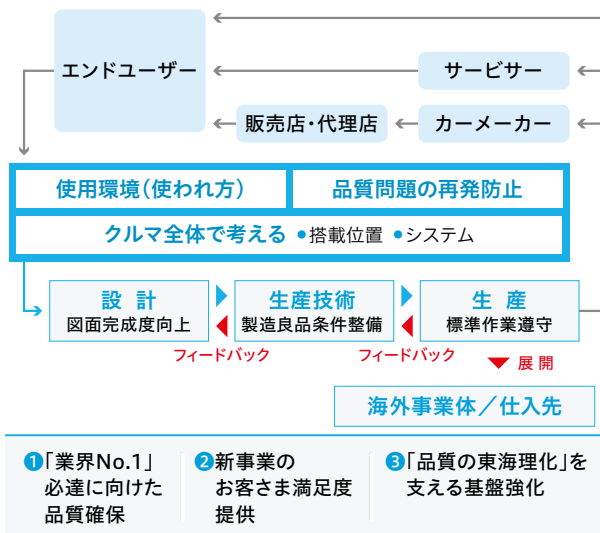 エンドユーザー
サービサー
販売店・代理店
カーメーカー
使用環境（使われ方）
品質問題の再発防止
クルマ全体で考える ●搭載位置 ●システム
設 計
図面完成度向上
生産技術
製造良品条件整備
生 産
標準作業遵守
フィードバック
フィードバック
展開
海外事業体／仕入先
❶「業界No.1」
必達に向けた
品質確保
❷新事業の
お客さま満足度
提供
❸「品質の東海理化」を
支える基盤強化